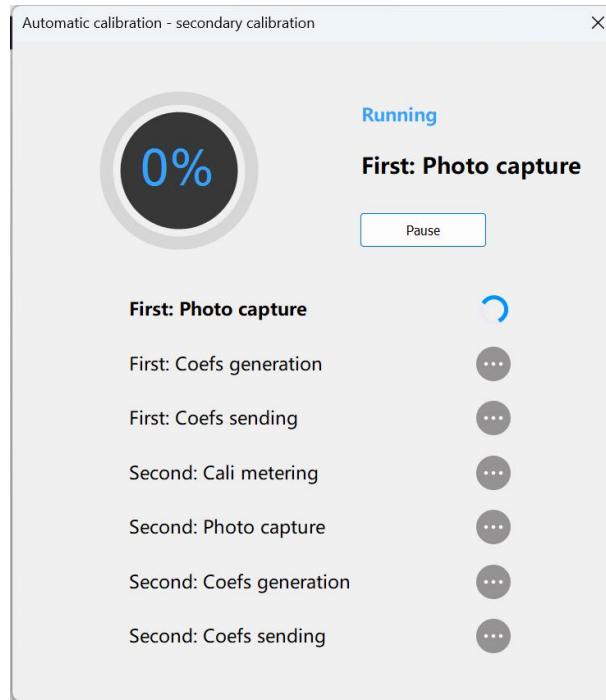 Automatic calibration - secondary calibration
0%
Running
First: Photo capture
Pause
First: Photo capture
First: Coefs generation
First: Coefs sending
Second: Cali metering
Second: Photo capture
Second: Coefs generation
Second: Coefs sending